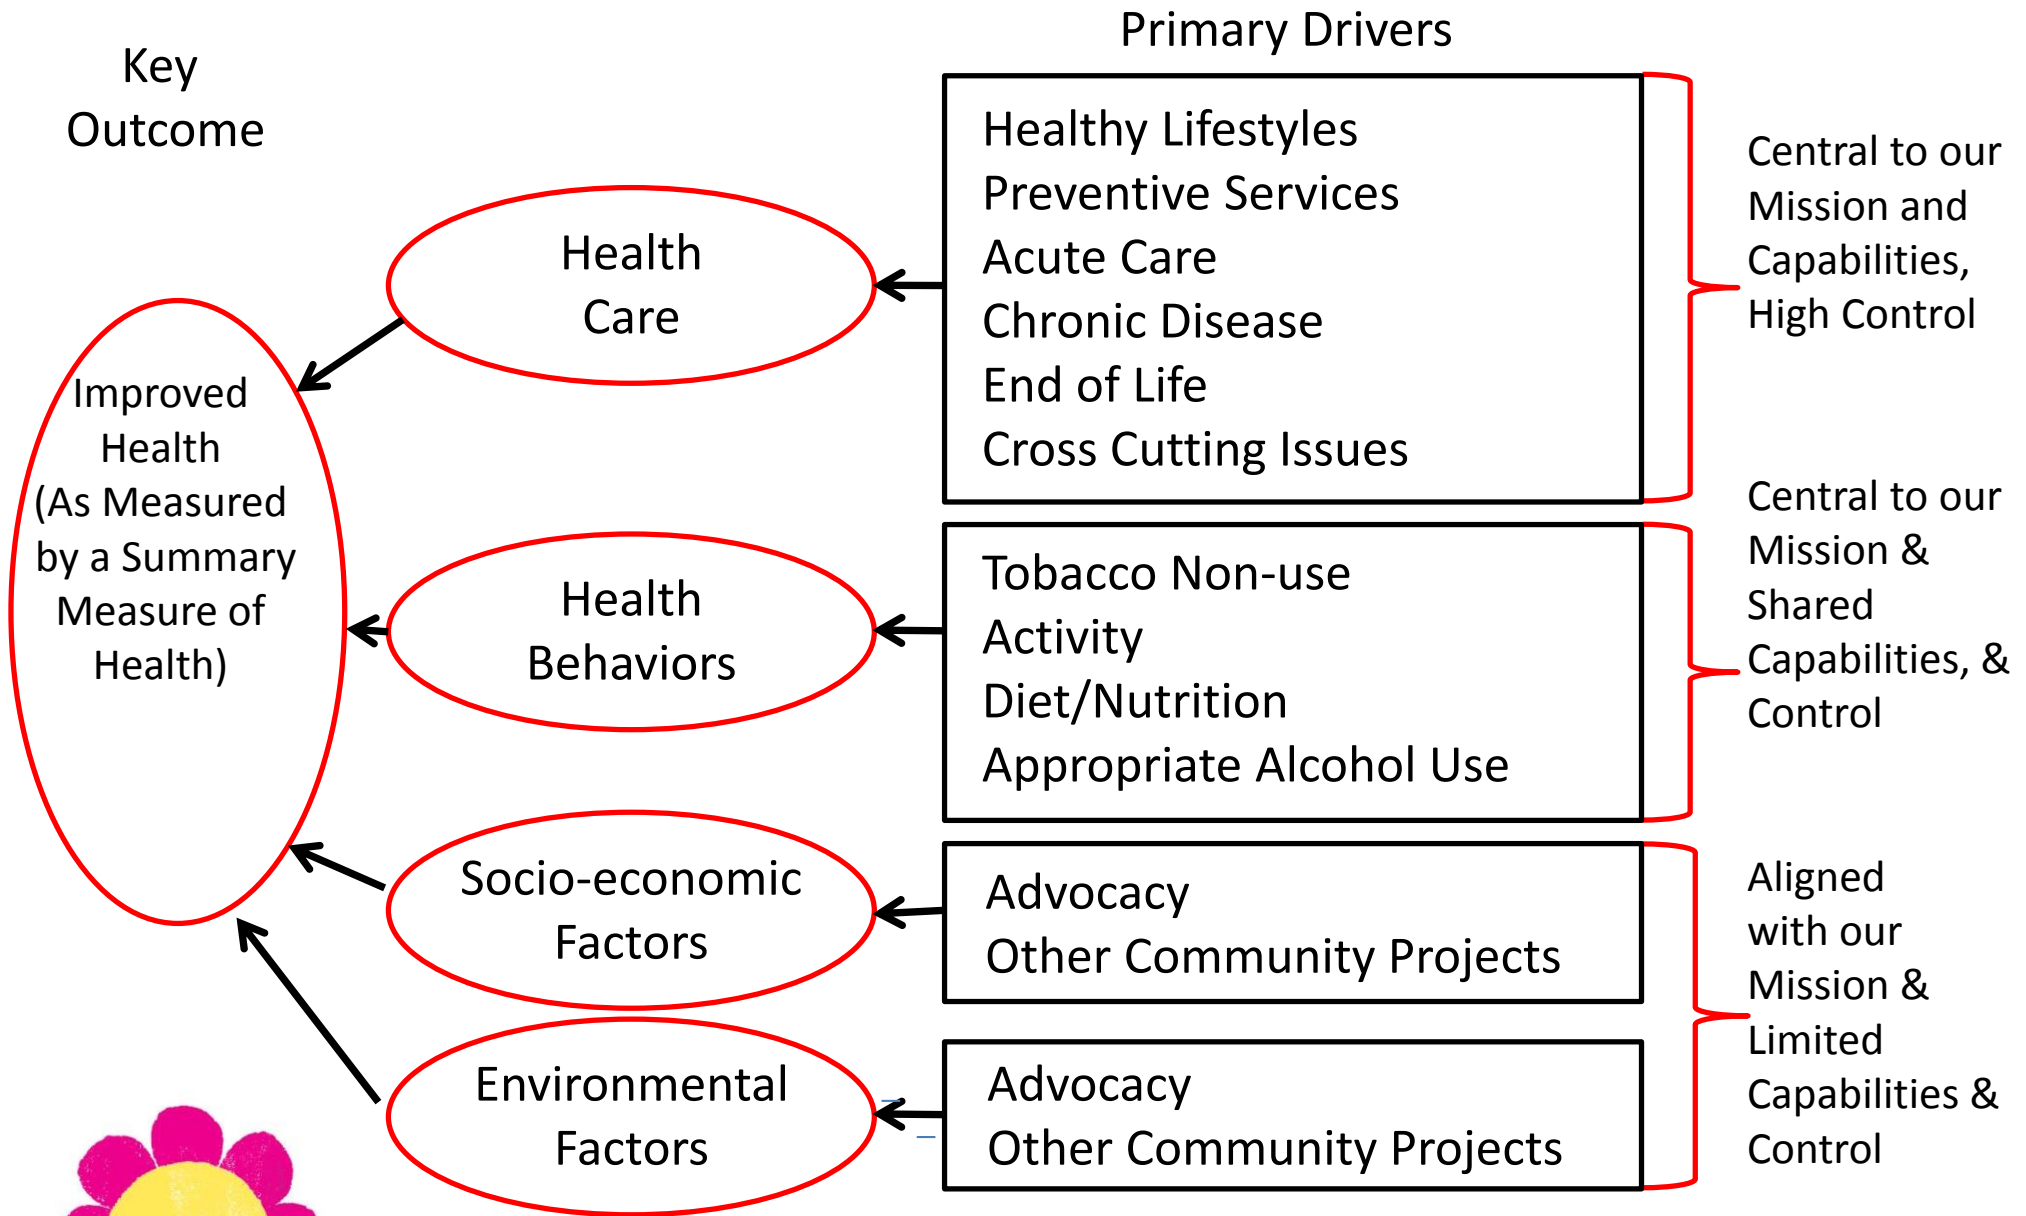 Key
Outcome
Primary Drivers
Improved
Health
(As Measured
by a Summary
Measure of
Health)
Health
Care
Healthy Lifestyles
Preventive Services
Acute Care
Chronic Disease
End of Life
Cross Cutting Issues
Central to our
Mission and
Capabilities,
High Control
Health
Behaviors
Tobacco Non-use
Activity
Diet/Nutrition
Appropriate Alcohol Use
Central to our
Mission &
Shared
Capabilities, &
Control
Socio-economic
Factors
Advocacy
Other Community Projects
Environmental
Factors
Advocacy
Other Community Projects
Aligned
with our
Mission &
Limited
Capabilities &
Control